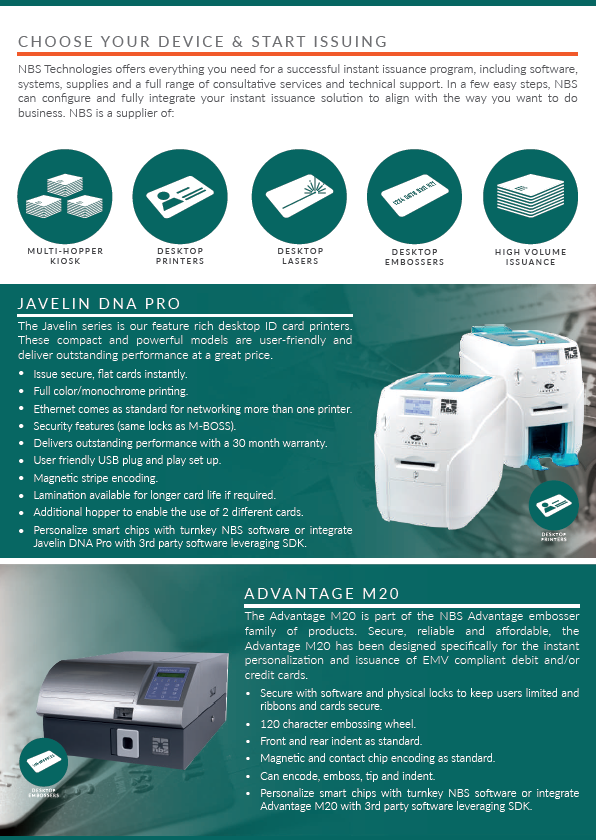 CHOOSE YOUR DEVICE & START ISSUING
NBS Technologies offers everything you need for a successful instant issuance program, including software,
systems, supplies and a full range of consultative services and technical support. In a few easy steps, NBS
can configure and fully integrate your instant issuance solution to align with the way you want to do
business. NBS is a supplier of:
MULTI-HOPPER
KIOSK
DESKTOP
PRINTERS
DESKTOP
LASERS
DESKTOP
EMBOSSERS
HIGH VOLUME
ISSUANCE
JAVELIN DNA PRO
The Javelin series is our feature rich desktop ID card printers.
These compact and powerful models are user-friendly and
deliver outstanding performance at a great price.
• Issue secure, flat cards instantly.
• Full color/monochrome printing.
• Ethernet comes as standard for networking more than one printer.
• Security features (same locks as M-BOSS).
• Delivers outstanding performance with a 30 month warranty.
• User friendly USB plug and play set up.
• Magnetic stripe encoding.
• Lamination available for longer card life if required.
• Additional hopper to enable the use of 2 different cards.
• Personalize smart chips with turnkey NBS software or integrate
Javelin DNA Pro with 3rd party software leveraging SDK.
JAVELIN
nbs
DESKTOP
PRINTERS
ADVANTAGE M20
The Advantage M20 is part of the NBS Advantage embosser
family of products. Secure, reliable and affordable, the
Advantage M20 has been designed specifically for the instant
personalization and issuance of EMV compliant debit and/or
credit cards.
• Secure with software and physical locks to keep users limited and
ribbons and cards secure.
• 120 character embossing wheel.
• Front and rear indent as standard.
• Magnetic and contact chip encoding as standard.
• Can encode, emboss, tip and indent.
• Personalize smart chips with turnkey NBS software or integrate
Advantage M20 with 3rd party software leveraging SDK.
nbs
DESKTOP
EMBOSSERS